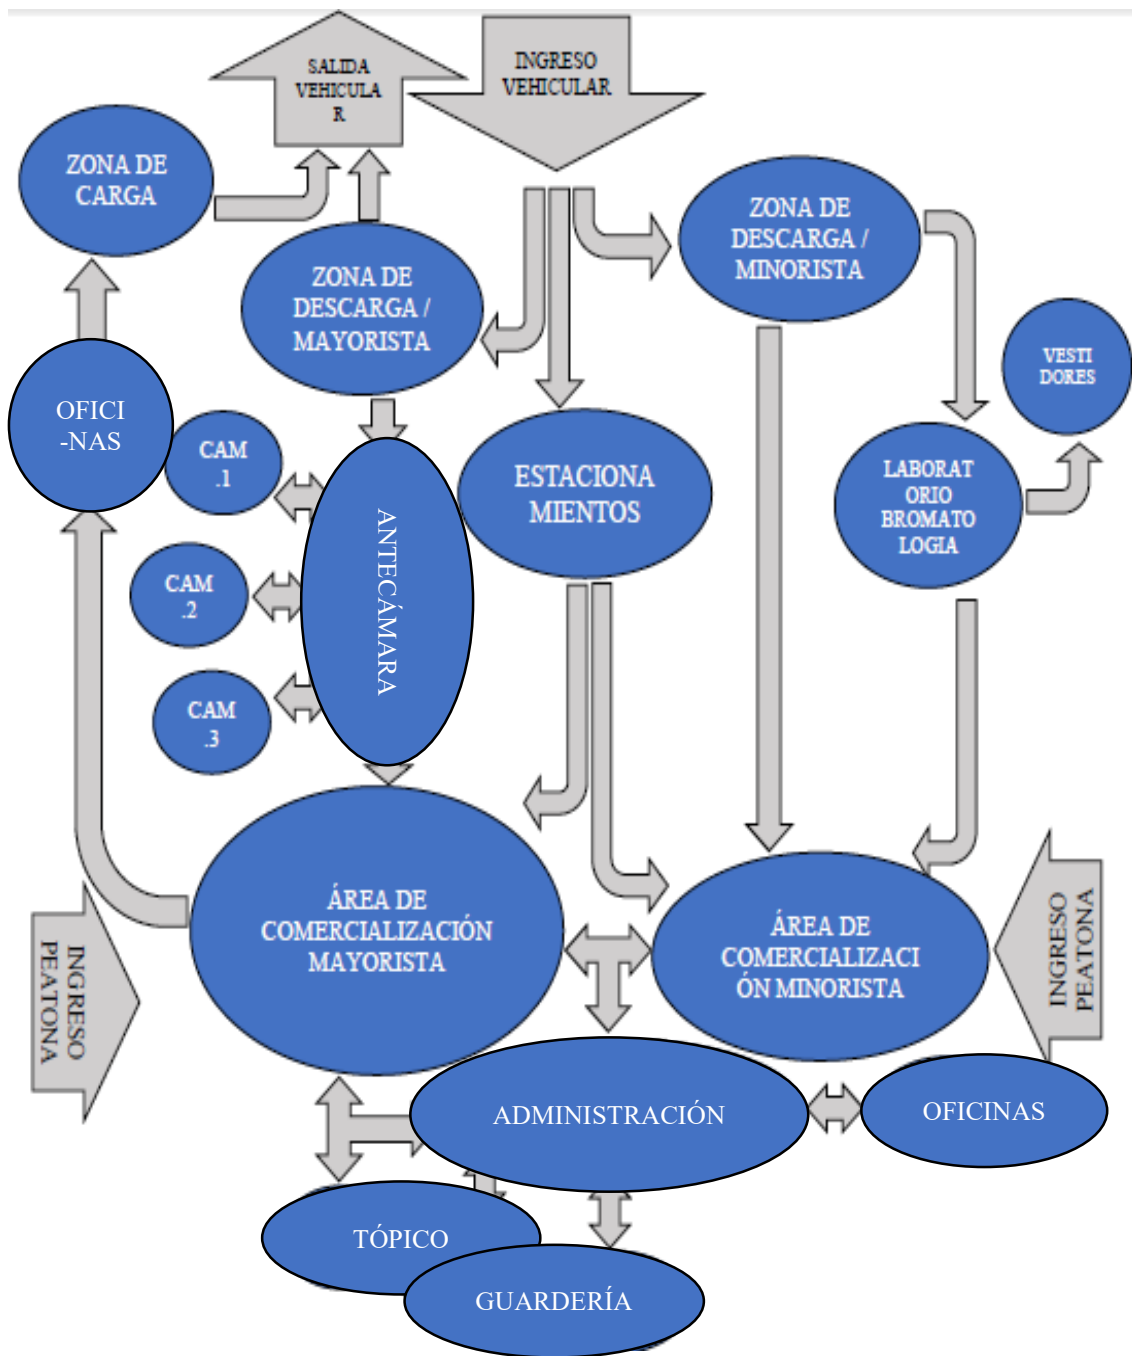 SALIDA
VEHICULA
R
INGRESO
VEHICULAR
ZONA DE
CARGA
ZONA DE
DESCARGA /
MINORISTA
ZONA DE
DESCARGA /
MAYORISTA
VESTI
DORES
OFICI
-NAS
CAM
.1
ESTACIONA
MIENTOS
LABORAT
ORIO
BROMATO
LOGIA
ANTECÁMARA
CAM
.2
CAM
.3
ÁREA DE
COMERCIALIZACIÓN
MAYORISTA
ÁREA DE
COMERCIALIZACI
ÓN MINORISTA
INGRESO
PEATONA
INGRESO
PEATONA
ADMINISTRACIÓN
OFICINAS
TÓPICO
GUARDERÍA